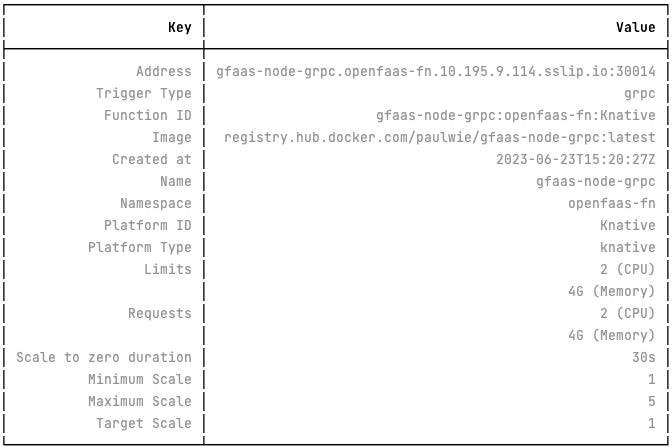 Key Value
Address gfaas-node-grpc.openfaas-fn.10.195.9.114.sslip.io:30014
Trigger Type grpc
Function ID gfaas-node-grpc:openfaas-fn:Knative
Image registry.hub.docker.com/paulwie/gfaas-node-grpc:latest
Created at 2023-06-23T15:20:27Z
Name gfaas-node-grpc
Namespace openfaas-fn
Platform ID Knative
Platform Type knative
Limits 2 (CPU)
4G (Memory)
Requests 2 (CPU)
4G (Memory)
Scale to zero duration 30s
Minimum Scale 1
Maximum Scale 5
Target Scale 1